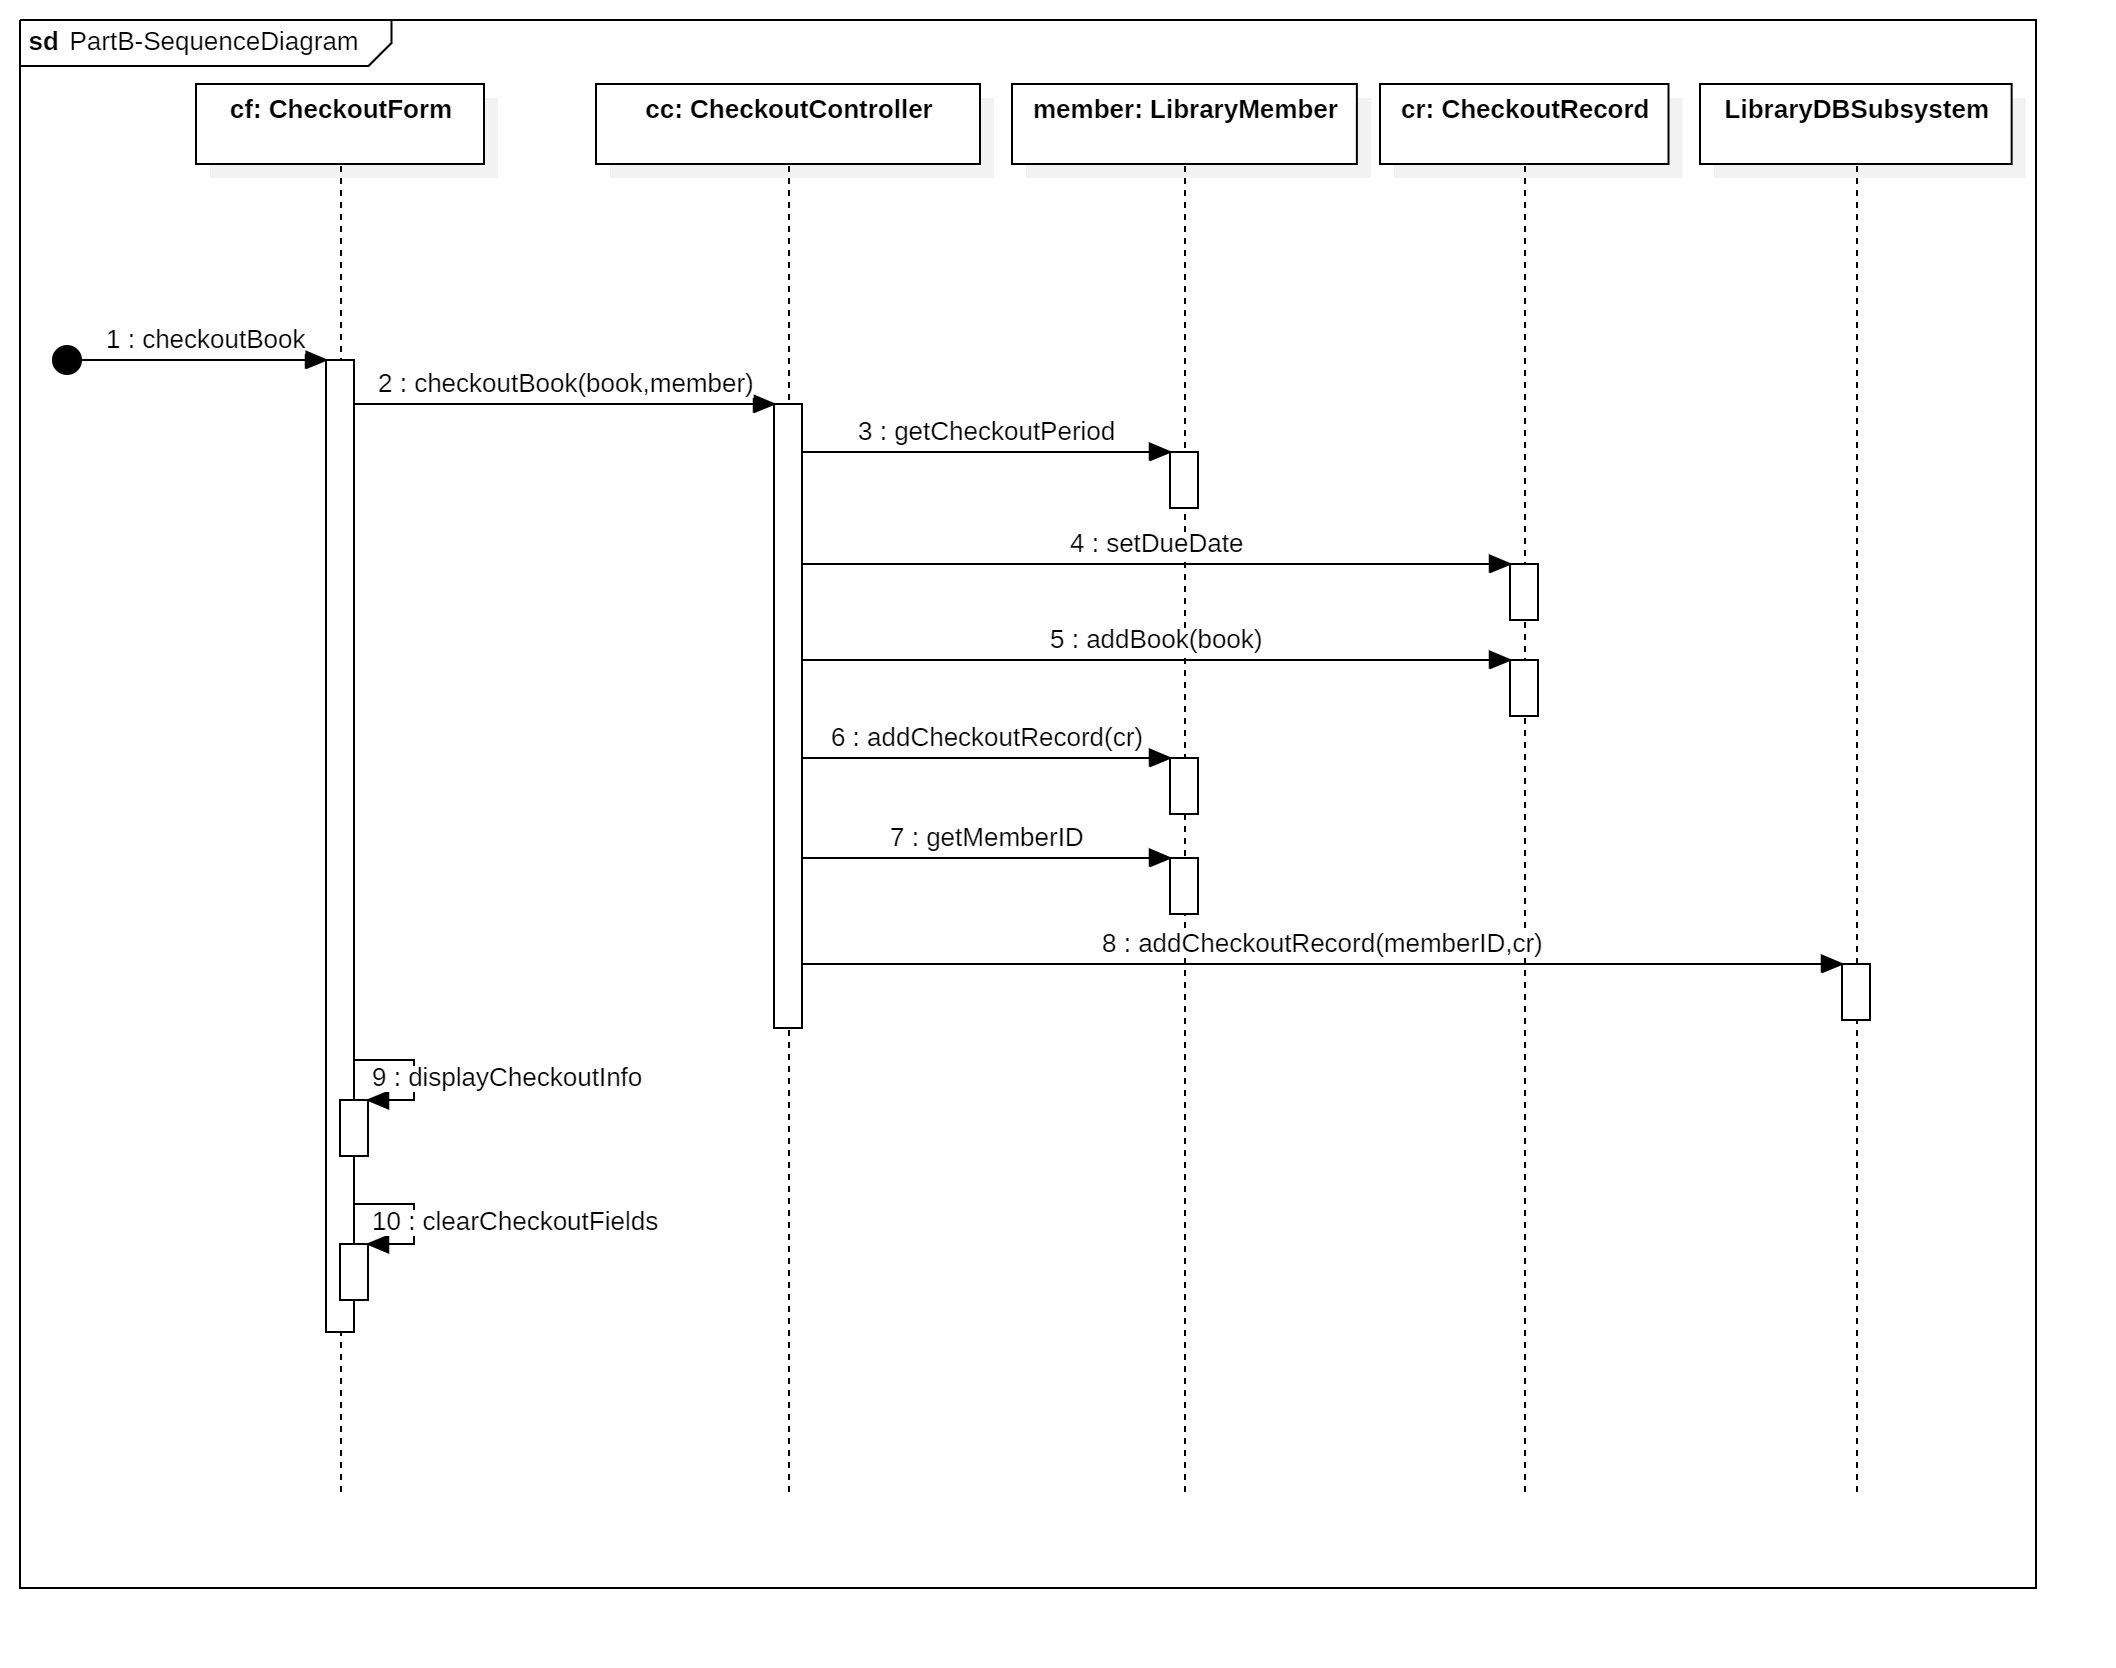 sd PartB-SequenceDiagram
cf: CheckoutForm
cc: CheckoutController
member: LibraryMember
cr: CheckoutRecord
LibraryDBSubsystem
1 : checkoutBook
2 : checkoutBook(book,member)
3 : getCheckoutPeriod
4 : setDueDate
5 : addBook(book)
6 : addCheckoutRecord(cr)
7 : getMemberID
8 : addCheckoutRecord(memberID,cr)
9 : displayCheckoutInfo
10 : clearCheckoutFields